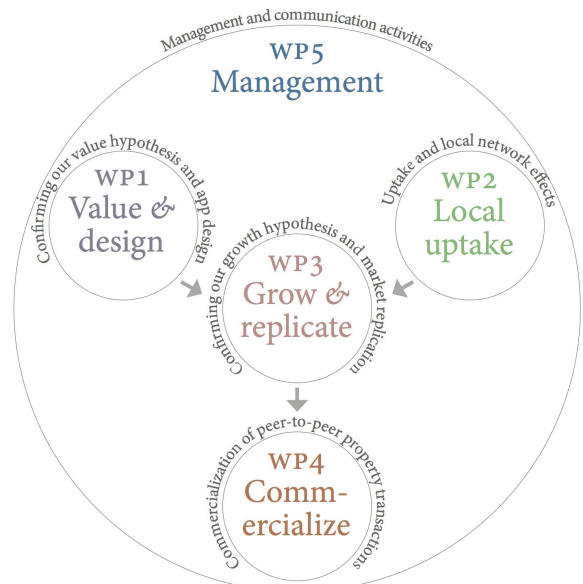 Management and communication activities
WP5
Management
Confirming our value hypothesis and app design
WP1
Value &
design
Uptake and local network effects
WP2
Local
uptake
Confirming our growth hypothesis and market replication
WP3
Grow &
replicate
Commercialization of peer-to-peer property transactions
WP4
Comm-
ercialize